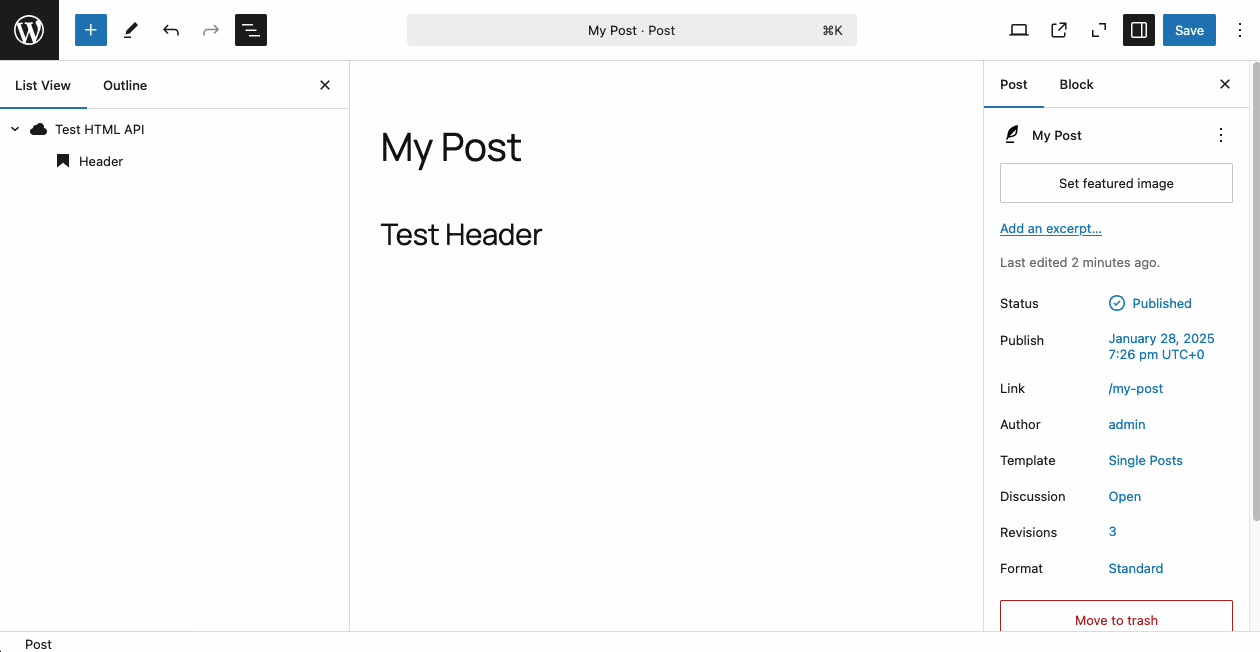 My Post · Post
⌘K
Save
List View
Outline
Test HTML API
Header
My Post
Test Header
Post
Block
My Post
Set featured image
Add an excerpt...
Last edited 2 minutes ago.
Status
Published
Publish
January 28, 2025
7:26 pm UTC+0
Link
/my-post
Author
admin
Template
Single Posts
Discussion
Open
Revisions
3
Format
Standard
Move to trash
Post